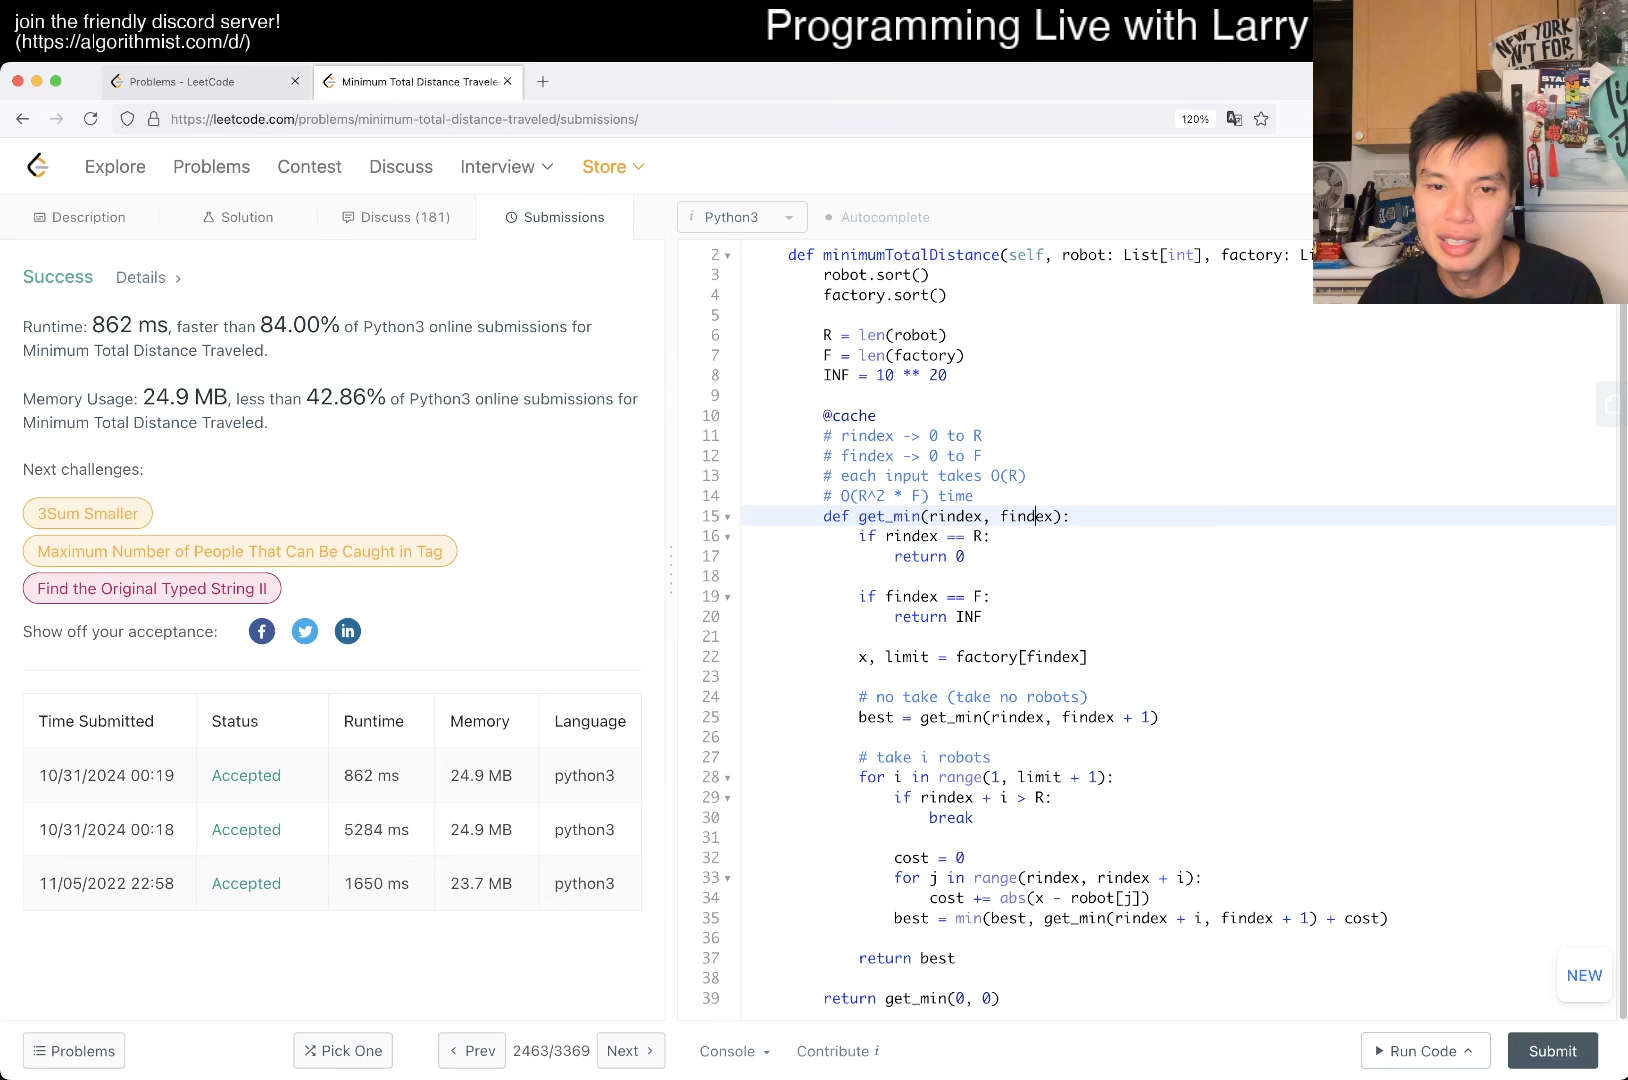 join the friendly discord server!
(https://algorithmist.com/d/)
Programming Live with Larry
Problems - LeetCode
Minimum Total Distance Travele
https://leetcode.com/problems/minimum-total-distance-traveled/submissions/
120%
Explore
Problems
Contest
Discuss
Interview
Store
Description
Solution
Discuss (181)
Submissions
i Python3
Autocomplete
Success Details >
Runtime: 862 ms, faster than 84.00% of Python3 online submissions for
Minimum Total Distance Traveled.
Memory Usage: 24.9 MB, less than 42.86% of Python3 online submissions for
Minimum Total Distance Traveled.
Next challenges:
3Sum Smaller
Maximum Number of People That Can Be Caught in Tag
Find the Original Typed String II
Show off your acceptance:
Time Submitted Status Runtime Memory Language
10/31/2024 00:19 Accepted 862 ms 24.9 MB python3
10/31/2024 00:18 Accepted 5284 ms 24.9 MB python3
11/05/2022 22:58 Accepted 1650 ms 23.7 MB python3
2 def minimumTotalDistance(self, robot: List[int], factory: Li
3 robot.sort()
4 factory.sort()
5
6 R = len(robot)
7 F = len(factory)
8 INF = 10 ** 20
9
10 @cache
11 # rindex -> 0 to R
12 # findex -> 0 to F
13 # each input takes O(R)
14 # O(R^2 * F) time
15 def get_min(rindex, findex):
16 if rindex == R:
17 return 0
18
19 if findex == F:
20 return INF
21
22 x, limit = factory[findex]
23
24 # no take (take no robots)
25 best = get_min(rindex, findex + 1)
26
27 # take i robots
28 for i in range(1, limit + 1):
29 if rindex + i > R:
30 break
31
32 cost = 0
33 for j in range(rindex, rindex + i):
34 cost += abs(x - robot[j])
35 best = min(best, get_min(rindex + i, findex + 1) + cost)
36
37 return best
38
39 return get_min(0, 0)
NEW
Problems
Pick One
< Prev
2463/3369
Next >
Console
Contribute i
Run Code
Submit
NEW YORK
N'T FOR